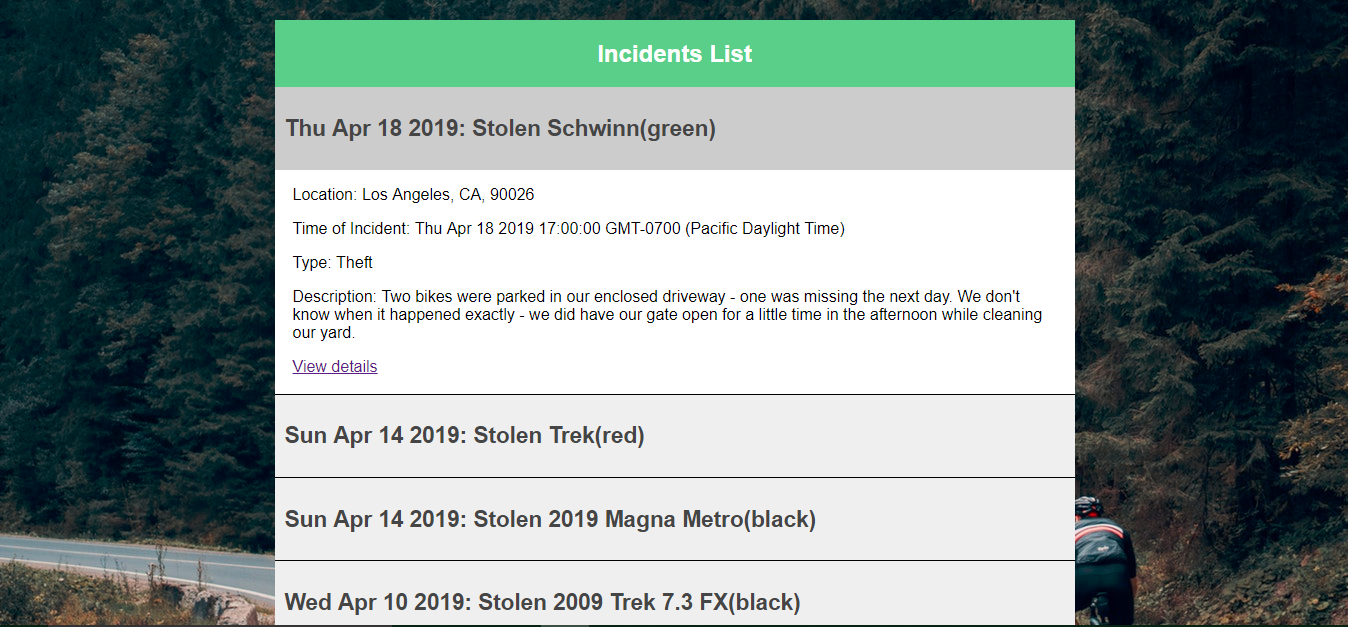 Incidents List
Thu Apr 18 2019: Stolen Schwinn(green)
Location: Los Angeles, CA, 90026
Time of Incident: Thu Apr 18 2019 17:00:00 GMT-0700 (Pacific Daylight Time)
Type: Theft
Description: Two bikes were parked in our enclosed driveway - one was missing the next day. We don't
know when it happened exactly - we did have our gate open for a little time in the afternoon while cleaning
our yard.
View details
Sun Apr 14 2019: Stolen Trek(red)
Sun Apr 14 2019: Stolen 2019 Magna Metro(black)
Wed Apr 10 2019: Stolen 2009 Trek 7.3 FX(black)